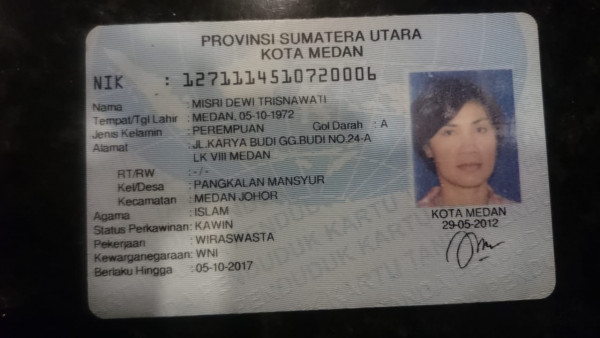 PROVINSI SUMATERA UTARA
KOTA MEDAN
NIK : 1271114510720006
Nama : MISRI DEWI TRISNAWATI
Tempat/Tgl Lahir : MEDAN, 05-10-1972
Jenis Kelamin : PEREMPUAN Gol Darah : A
Alamat : JL.KARYA BUDI GG.BUDI NO.24-A
LK VIII MEDAN
RT/RW : -/-
Kel/Desa : PANGKALAN MANSYUR
Kecamatan : MEDAN JOHOR
Agama : ISLAM
Status Perkawinan: KAWIN
Pekerjaan : WIRASWASTA
Kewarganegaraan: WNI
Berlaku Hingga : 05-10-2017
KOTA MEDAN
29-05-2012